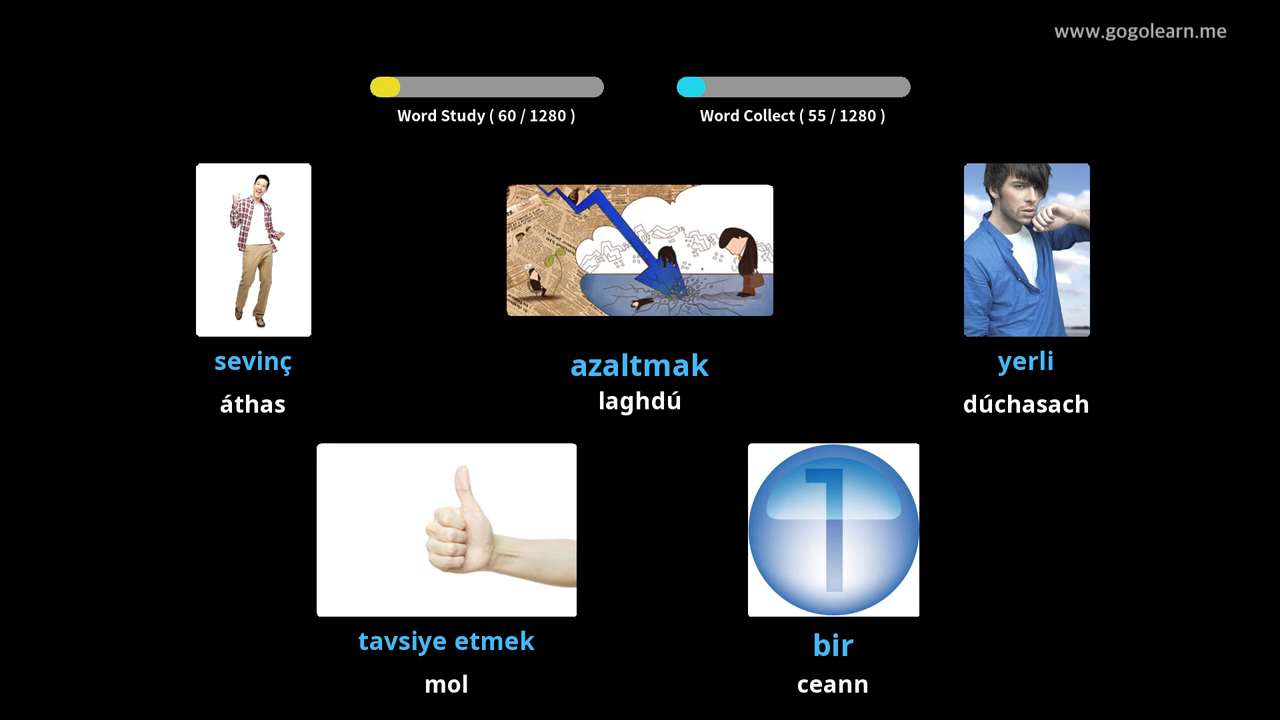 www.gogolearn.me
Word Study ( 60 / 1280 )
Word Collect ( 55 / 1280 )
sevinç
áthas
azaltmak
laghdú
yerli
dúchasach
tavsiye etmek
mol
1
bir
ceann